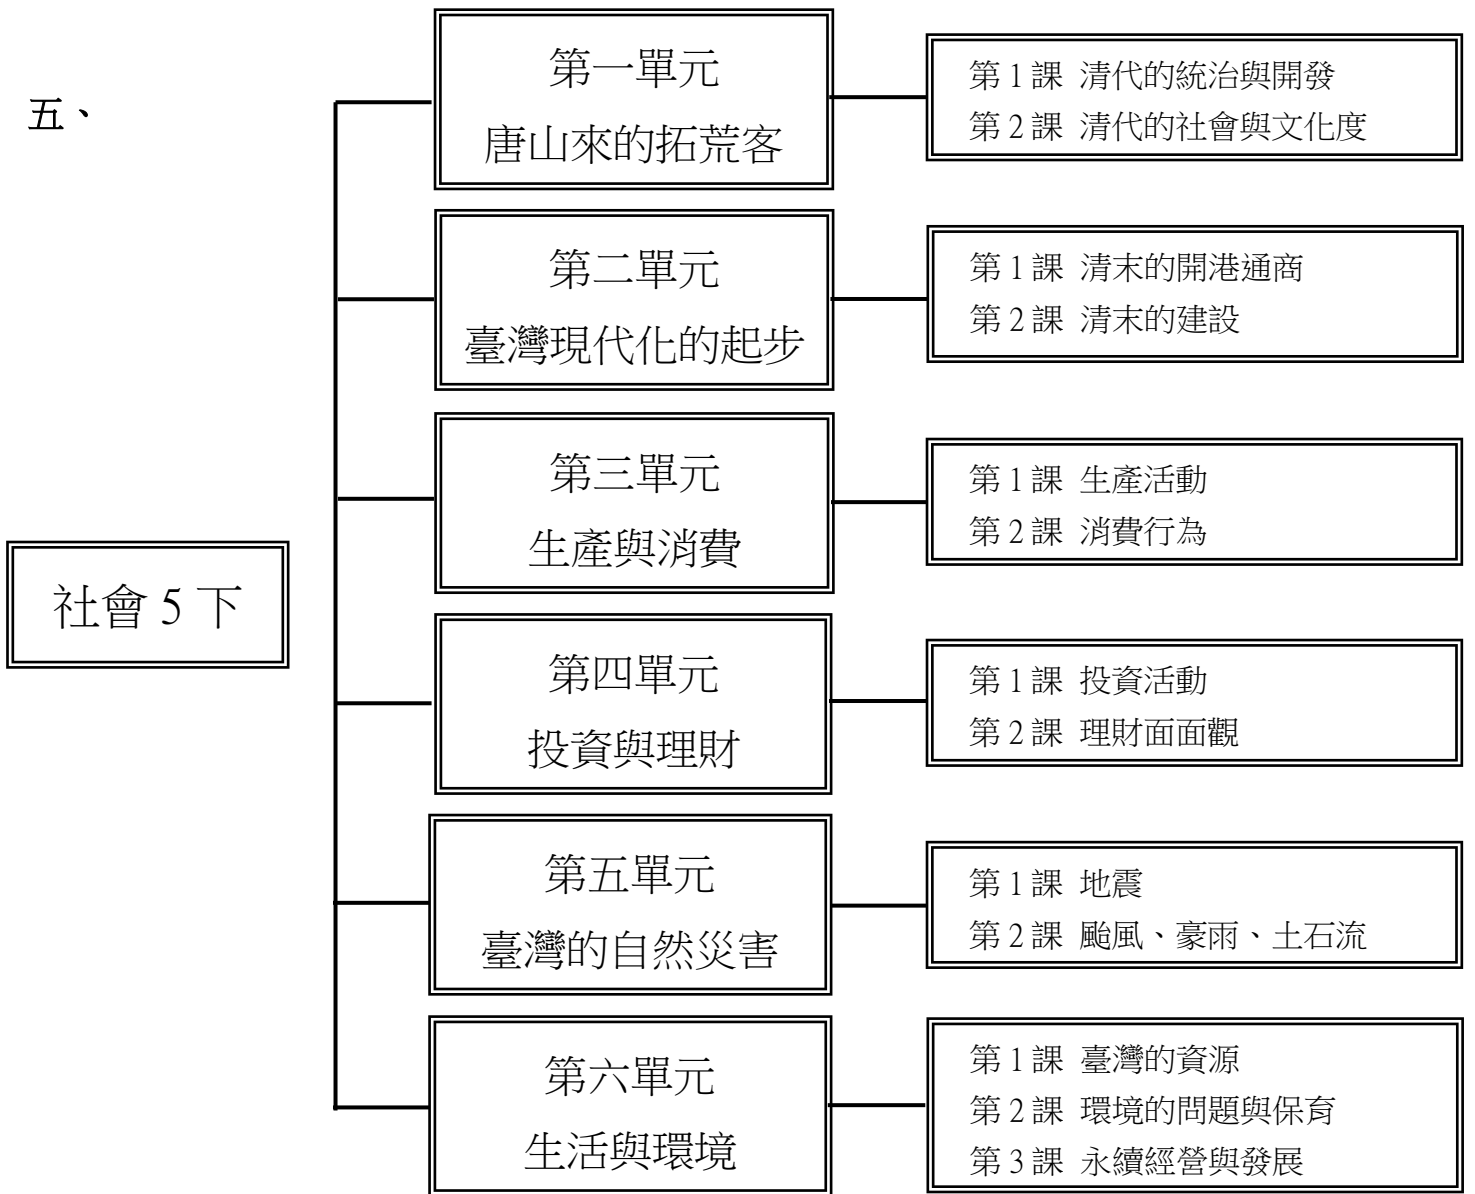 五、
社會5下
第一單元
唐山來的拓荒客
第1課 清代的統治與開發
第2課 清代的社會與文化度
第二單元
臺灣現代化的起步
第1課 清末的開港通商
第2課 清末的建設
第三單元
生產與消費
第1課 生產活動
第2課 消費行為
第四單元
投資與理財
第1課 投資活動
第2課 理財面面觀
第五單元
臺灣的自然災害
第1課 地震
第2課 颱風、豪雨、土石流
第六單元
生活與環境
第1課 臺灣的資源
第2課 環境的問題與保育
第3課 永續經營與發展